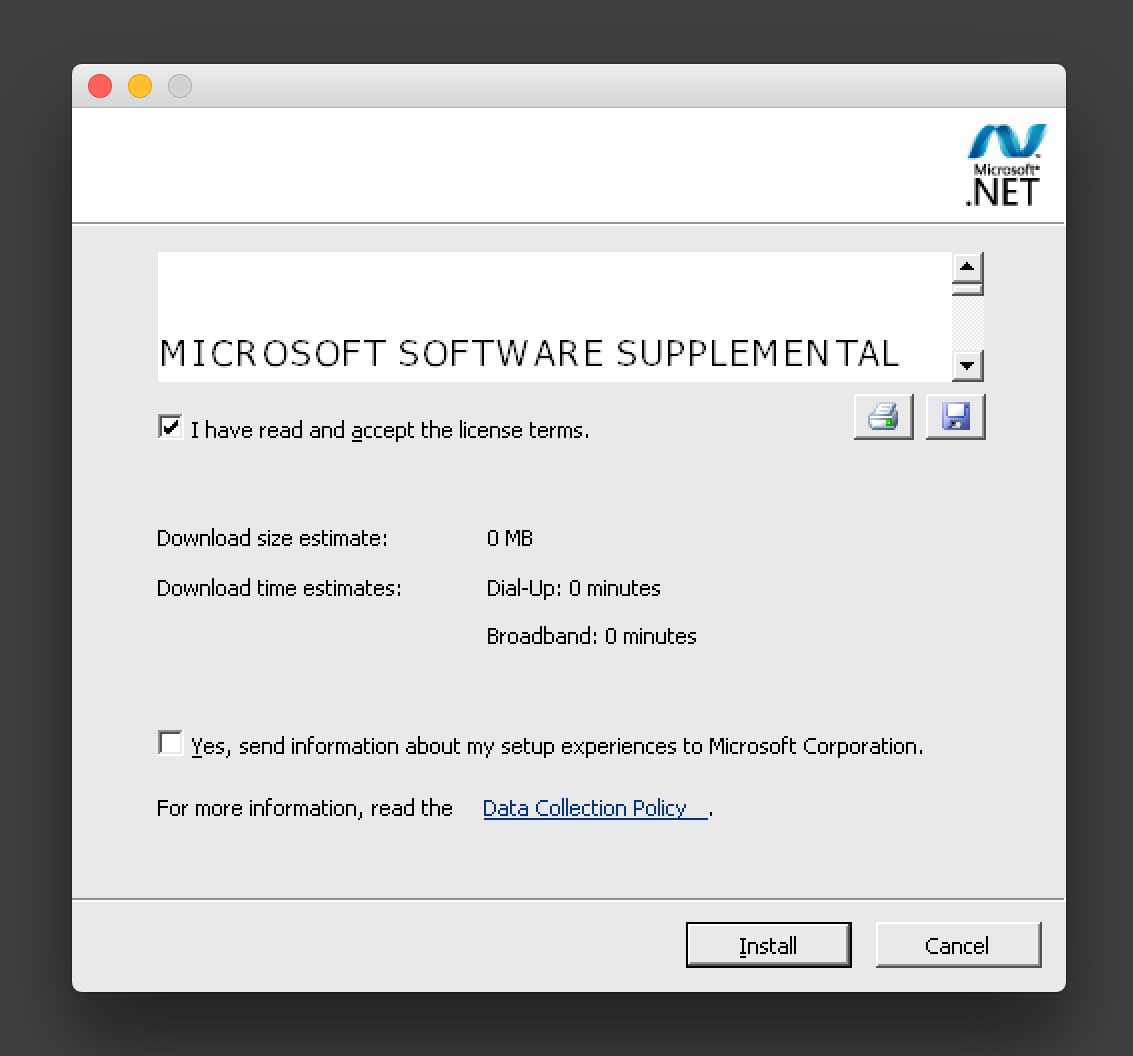 Microsoft®
.NET
MICROSOFT SOFTWARE SUPPLEMENTAL
I have read and accept the license terms.
Download size estimate: 0 MB
Download time estimates: Dial-Up: 0 minutes
Broadband: 0 minutes
Yes, send information about my setup experiences to Microsoft Corporation.
For more information, read the Data Collection Policy .
Install Cancel